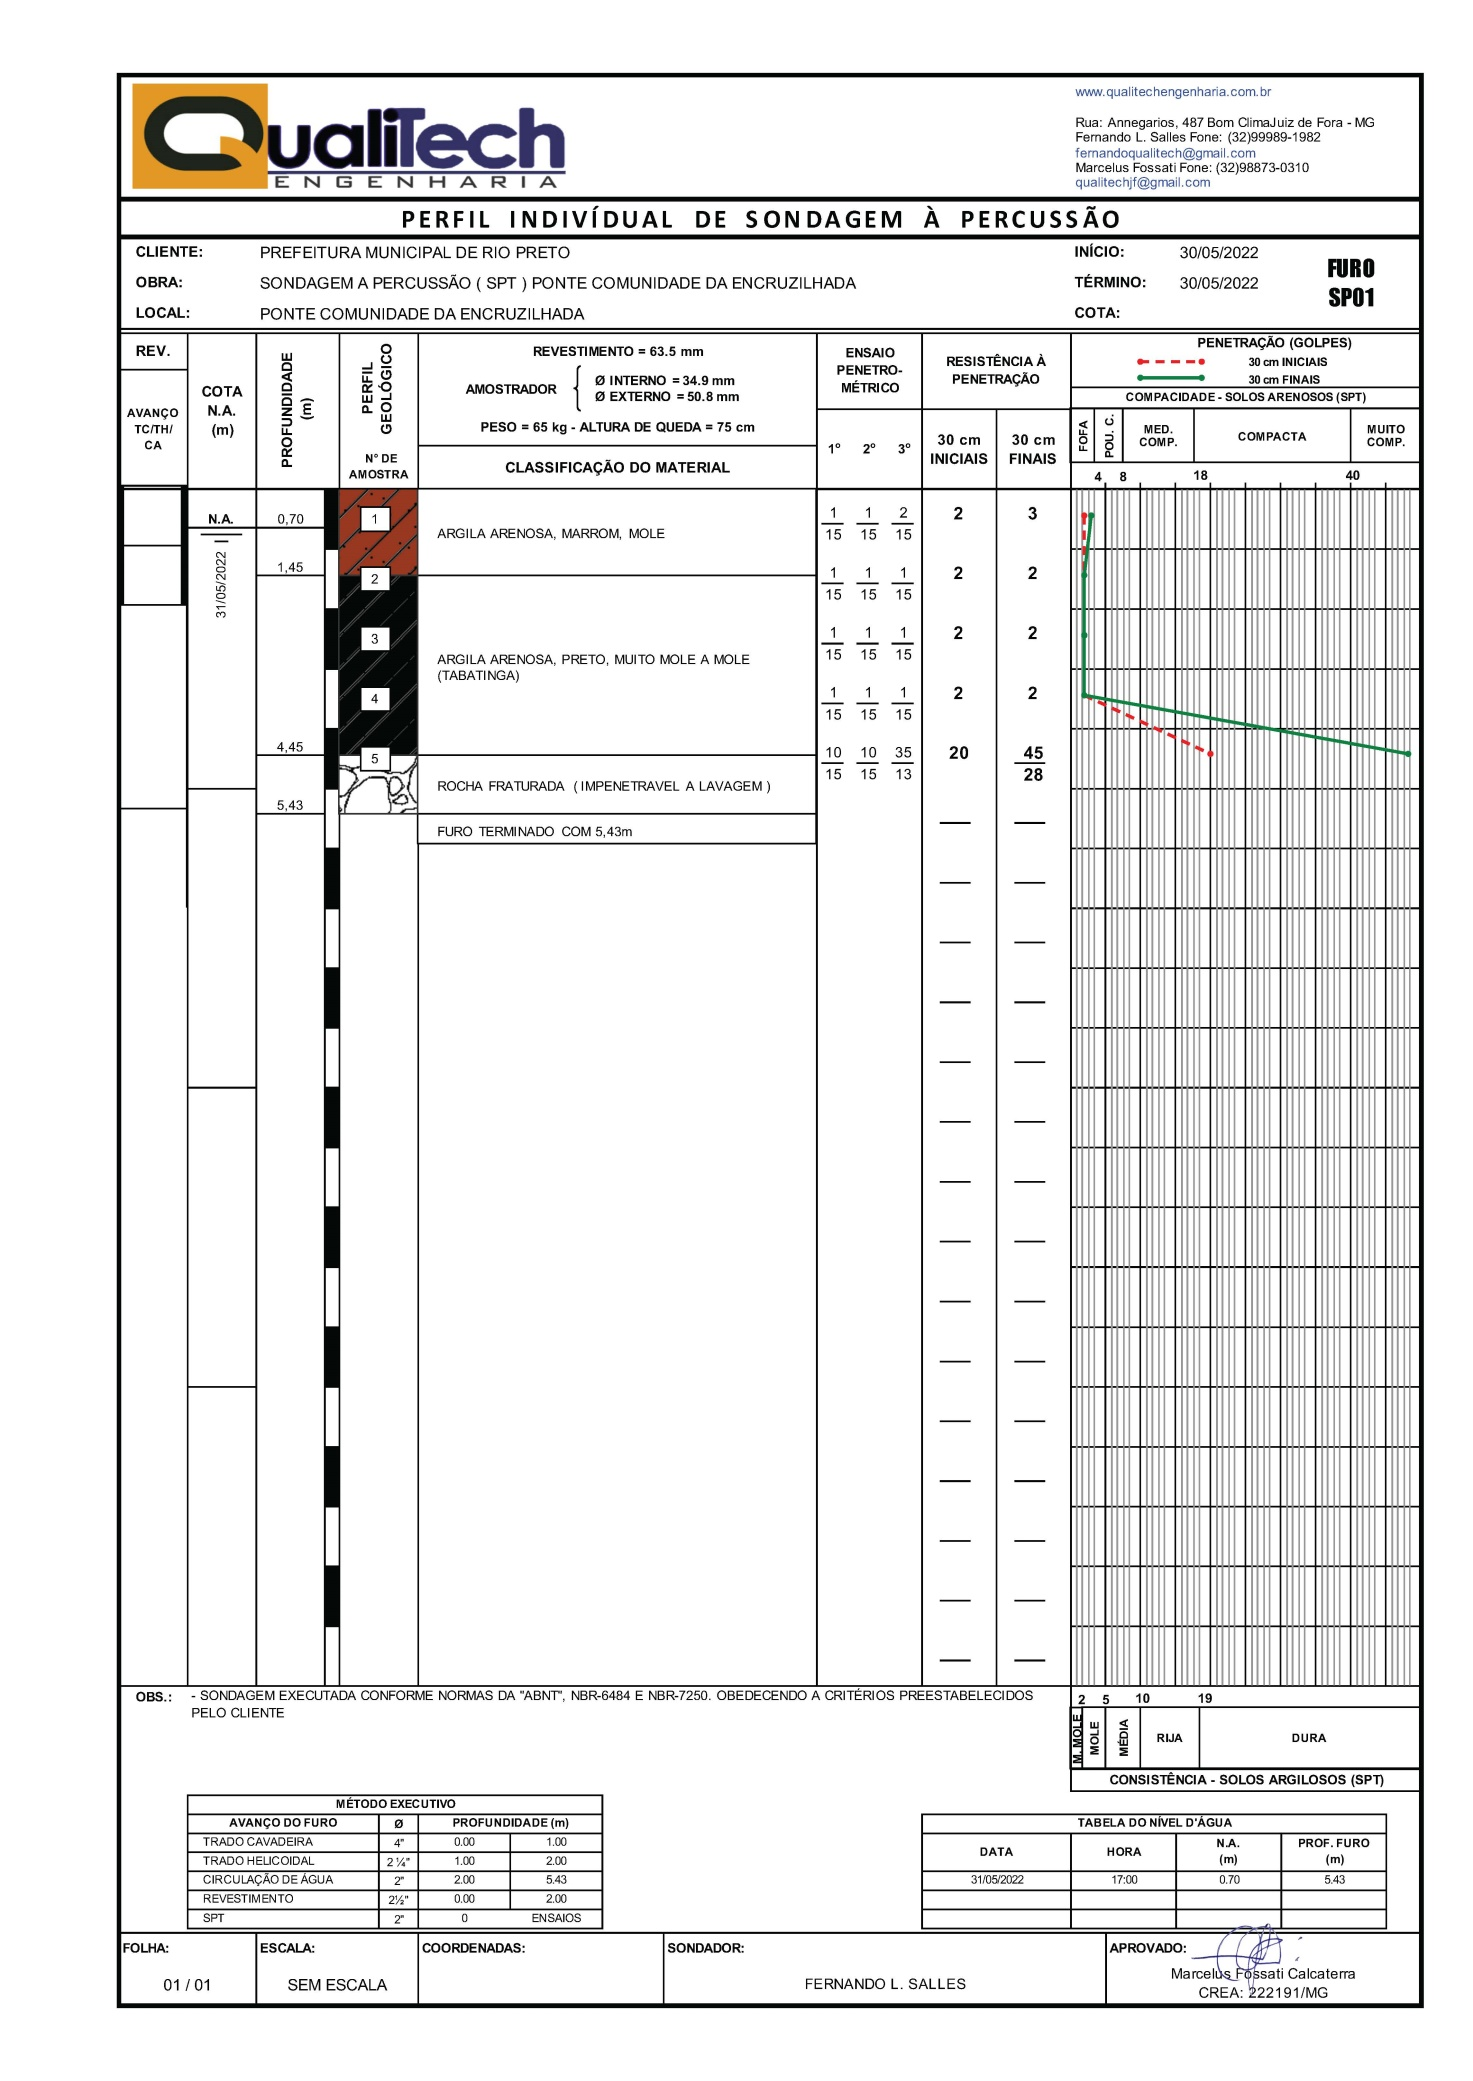 QualiTech
ENGENHARIA
www.qualitechengenharia.com.br
Rua: Annegarios, 487 Bom ClimaJuiz de Fora - MG
Fernando L. Salles Fone: (32)99989-1982
fernandoqualitech@gmail.com
Marcelus Fossati Fone: (32)98873-0310
qualitechjf@gmail.com
PERFIL INDIVÍDUAL DE SONDAGEM À PERCUSSÃO
CLIENTE: PREFEITURA MUNICIPAL DE RIO PRETO INÍCIO: 30/05/2022
OBRA: SONDAGEM A PERCUSSÃO ( SPT ) PONTE COMUNIDADE DA ENCRUZILHADA TÉRMINO: 30/05/2022
LOCAL: PONTE COMUNIDADE DA ENCRUZILHADA COTA:
FURO
SP01
REV.
AVANÇO
TC/TH/
CA
COTA
N.A.
(m)
PROFUNDIDADE
(m)
PERFIL
GEOLÓGICO
N° DE
AMOSTRA
REVESTIMENTO = 63.5 mm
AMOSTRADOR
Ø INTERNO = 34.9 mm
Ø EXTERNO = 50.8 mm
PESO = 65 kg - ALTURA DE QUEDA = 75 cm
CLASSIFICAÇÃO DO MATERIAL
ENSAIO
PENETRO-
MÉTRICO
1º 2º 3º
RESISTÊNCIA À
PENETRAÇÃO
30 cm
INICIAIS
30 cm
FINAIS
PENETRAÇÃO (GOLPES)
30 cm INICIAIS
30 cm FINAIS
COMPACIDADE - SOLOS ARENOSOS (SPT)
FOFA
POU. C.
MED.
COMP.
COMPACTA
MUITO
COMP.
4 8 18 40
N.A. 0,70 1
31/05/2022
ARGILA ARENOSA, MARROM, MOLE
1 1 2 2 3
15 15 15
1,45
2
1 1 1 2 2
15 15 15
3
1 1 1 2 2
15 15 15
ARGILA ARENOSA, PRETO, MUITO MOLE A MOLE
(TABATINGA)
4
1 1 1 2 2
15 15 15
4,45
5
10 10 35 20 45
15 15 13 28
ROCHA FRATURADA ( IMPENETRAVEL A LAVAGEM )
5,43
FURO TERMINADO COM 5,43m
OBS.: - SONDAGEM EXECUTADA CONFORME NORMAS DA "ABNT", NBR-6484 E NBR-7250. OBEDECENDO A CRITÉRIOS PREESTABELECIDOS
PELO CLIENTE
2 5 10 19
M. MOLE
MOLE
MÉDIA
RIJA
DURA
CONSISTÊNCIA - SOLOS ARGILOSOS (SPT)
MÉTODO EXECUTIVO
AVANÇO DO FURO Ø PROFUNDIDADE (m)
TRADO CAVADEIRA 4" 0.00 1.00
TRADO HELICOIDAL 2 ¼" 1.00 2.00
CIRCULAÇÃO DE ÁGUA 2" 2.00 5.43
REVESTIMENTO 2½" 0.00 2.00
SPT 2" 0 ENSAIOS
TABELA DO NÍVEL D'ÁGUA
DATA HORA N.A. (m) PROF. FURO (m)
31/05/2022 17:00 0.70 5.43
FOLHA:
01 / 01
ESCALA:
SEM ESCALA
COORDENADAS:
SONDADOR:
FERNANDO L. SALLES
APROVADO:
Marcelus Fossati Calcaterra
CREA: 222191/MG